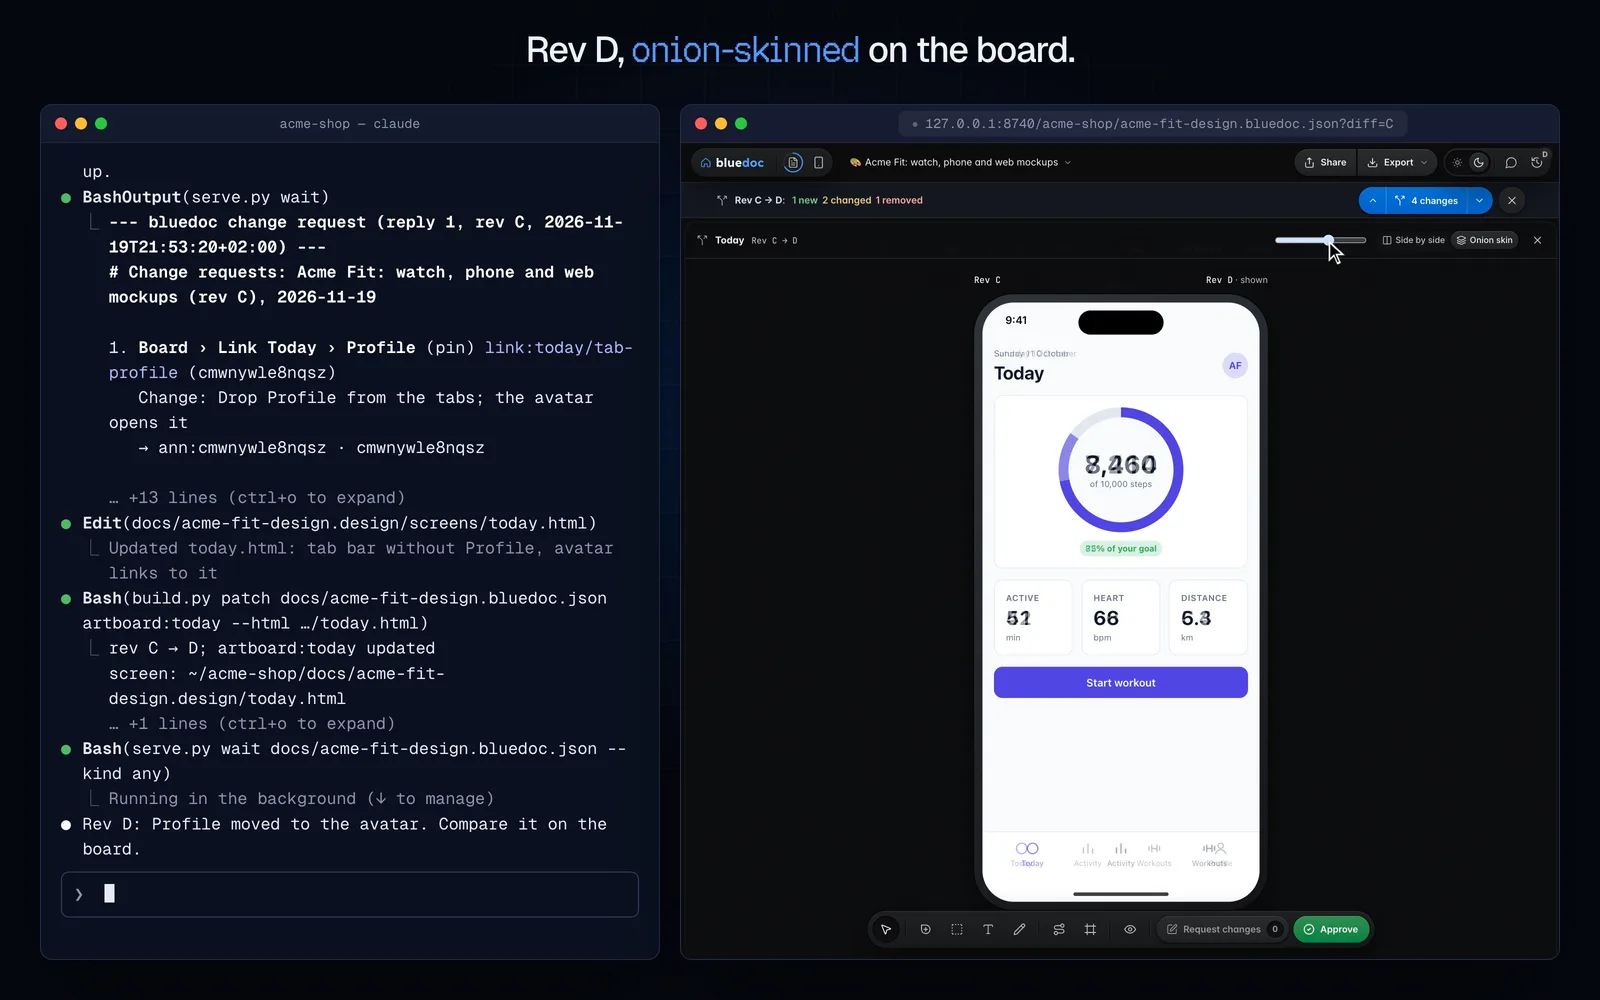 Rev D, onion-skinned on the board.
acme-shop — claude
up.
BashOutput(serve.py wait)
--- bluedoc change request (reply 1, rev C, 2026-11-
19T21:53:20+02:00) ---
# Change requests: Acme Fit: watch, phone and web
mockups (rev C), 2026-11-19
1. Board › Link Today › Profile (pin) link:today/tab-
profile (cmwnywle8nqsz)
Change: Drop Profile from the tabs; the avatar
opens it
→ ann:cmwnywle8nqsz · cmwnywle8nqsz
… +13 lines (ctrl+o to expand)
Edit(docs/acme-fit-design.design/screens/today.html)
Updated today.html: tab bar without Profile, avatar
links to it
Bash(build.py patch docs/acme-fit-design.bluedoc.json
artboard:today --html …/today.html)
rev C → D; artboard:today updated
screen: ~/acme-shop/docs/acme-fit-
design.design/today.html
… +1 lines (ctrl+o to expand)
Bash(serve.py wait docs/acme-fit-design.bluedoc.json --
kind any)
Running in the background (↓ to manage)
Rev D: Profile moved to the avatar. Compare it on the
board.
❯
127.0.0.1:8740/acme-shop/acme-fit-design.bluedoc.json?diff=C
bluedoc
Acme Fit: watch, phone and web mockups
Share
Export
D
Rev C → D: 1 new 2 changed 1 removed
4 changes
Today Rev C → D
Side by side
Onion skin
Rev C
Rev D · shown
9:41
Today
AF
of 10,000 steps
% of your goal
ACTIVE
HEART
DISTANCE
66
min
bpm
km
Start workout
Today
Activity
Activity
Workouts
Workouts
Request changes 0
Approve